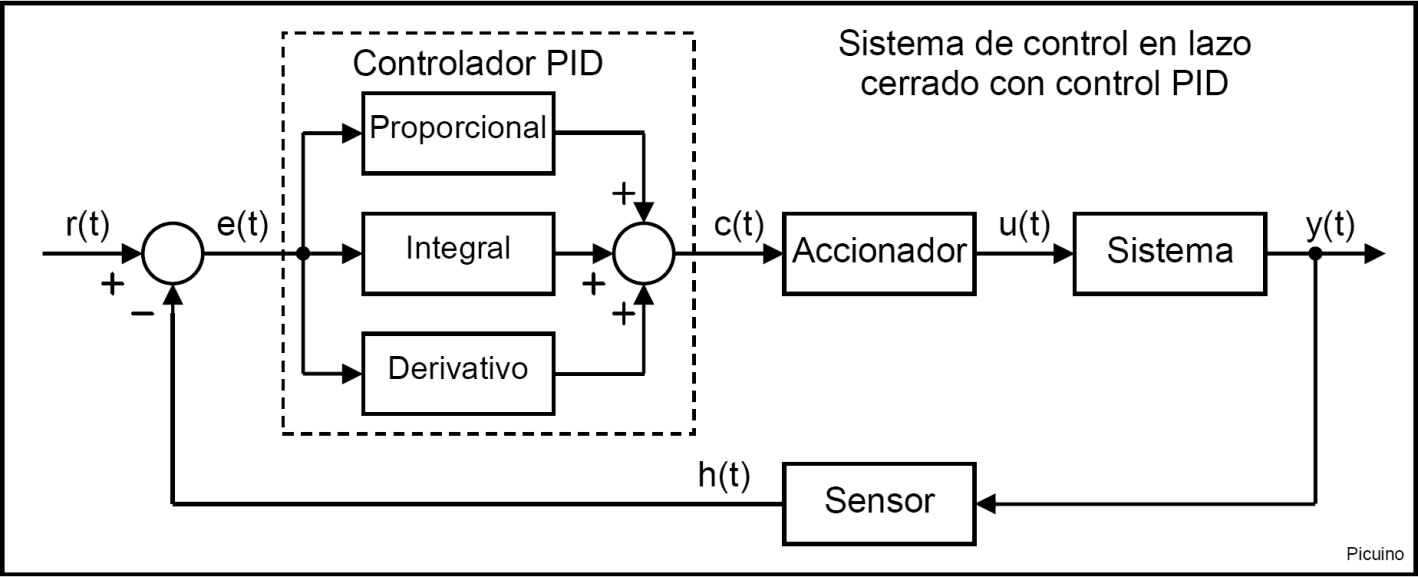 Sistema de control en lazo
cerrado con control PID
Controlador PID
Proporcional
Integral
Derivativo
r(t)
+
−
e(t)
+
+
+
c(t)
Accionador
u(t)
Sistema
y(t)
h(t)
Sensor
Picuino